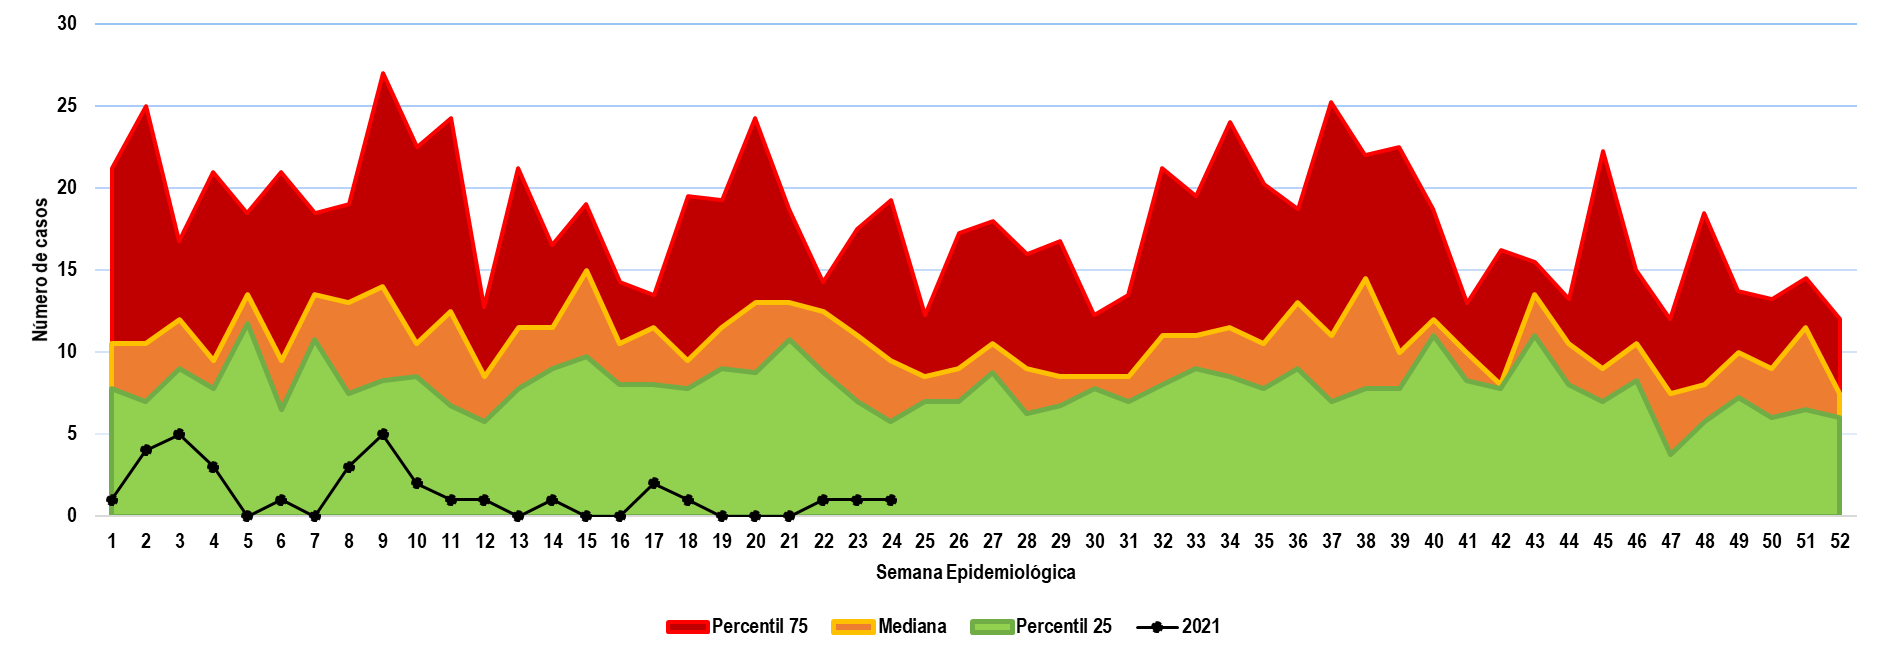 30
25
20
15
10
5
0
Número de casos
1 2 3 4 5 6 7 8 9 10 11 12 13 14 15 16 17 18 19 20 21 22 23 24 25 26 27 28 29 30 31 32 33 34 35 36 37 38 39 40 41 42 43 44 45 46 47 48 49 50 51 52
Semana Epidemiológica
Percentil 75 Mediana Percentil 25 2021